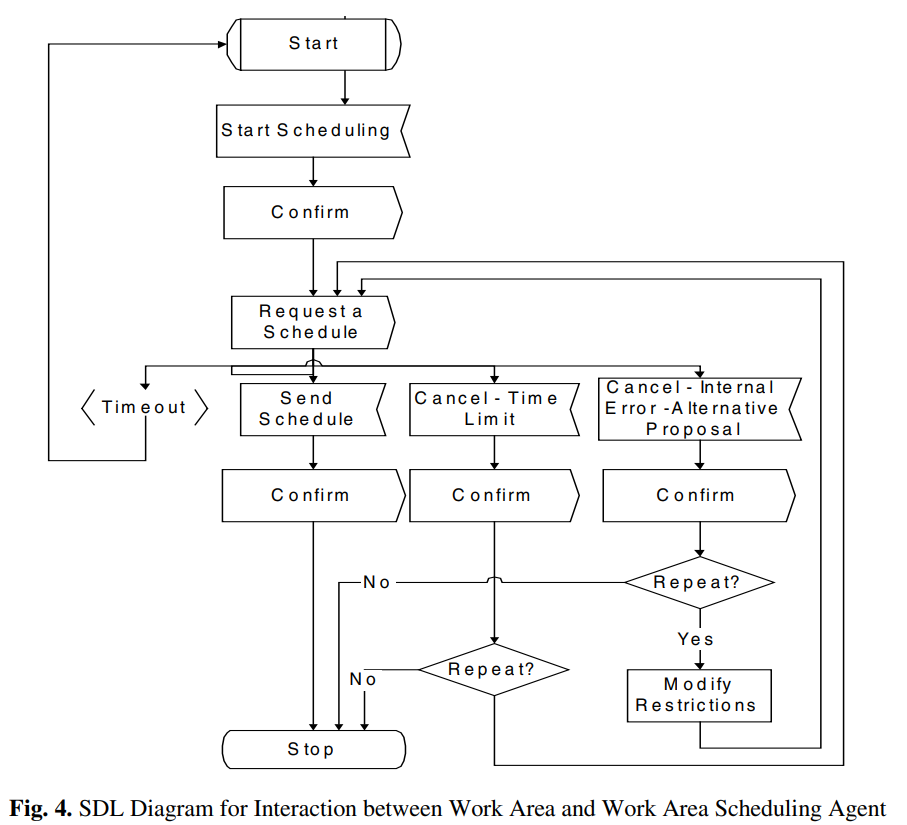 Start
Start Scheduling
Confirm
Request a
Schedule
Timeout
Send
Schedule
Cancel - Time
Limit
Cancel - Internal
Error - Alternative
Proposal
Confirm
Confirm
Confirm
No
Repeat?
Yes
No
Repeat?
Modify
Restrictions
Stop
Fig. 4. SDL Diagram for Interaction between Work Area and Work Area Scheduling Agent